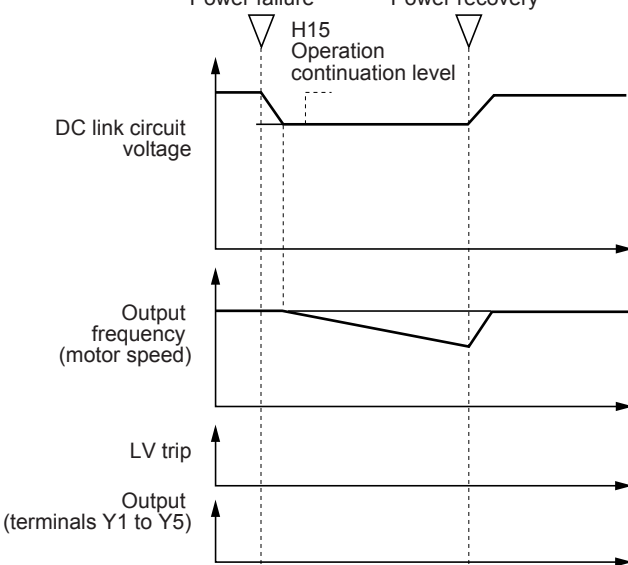 Power failure
Power recovery
H15
Operation
continuation level
DC link circuit
voltage
Output
frequency
(motor speed)
LV trip
Output
(terminals Y1 to Y5)